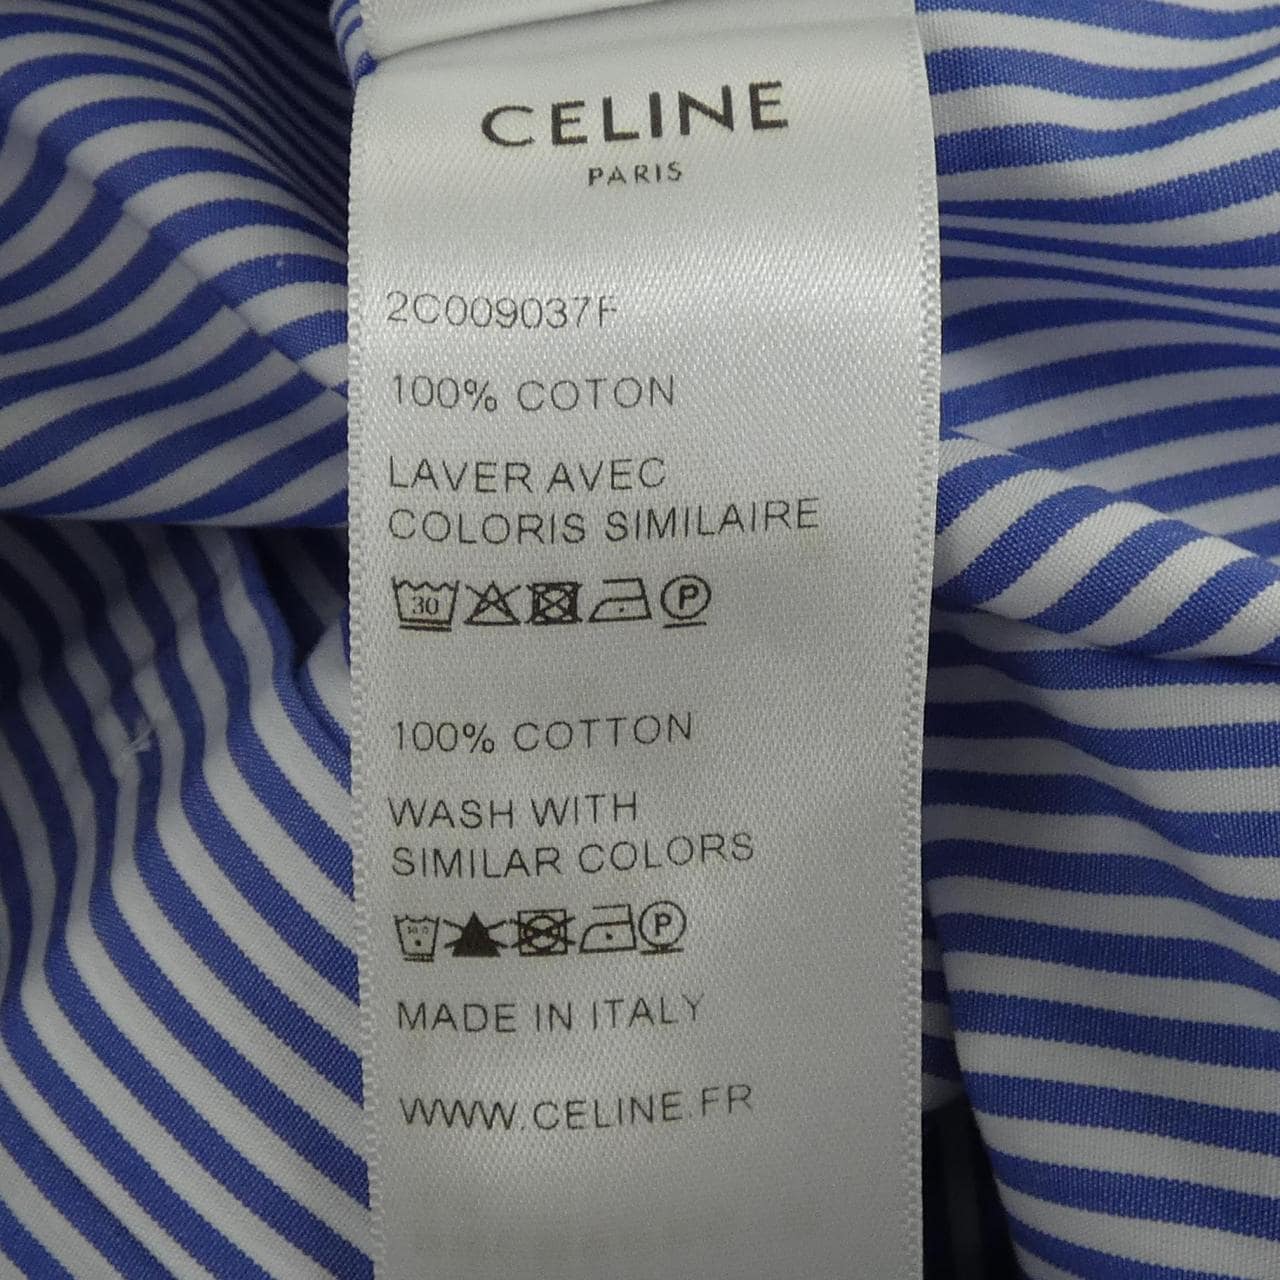 CELINE
PARIS
2C009037F
100% COTON
LAVER AVEC
COLORIS SIMILAIRE
30 P
100% COTTON
WASH WITH
SIMILAR COLORS
P
MADE IN ITALY
WWW.CELINE.FR